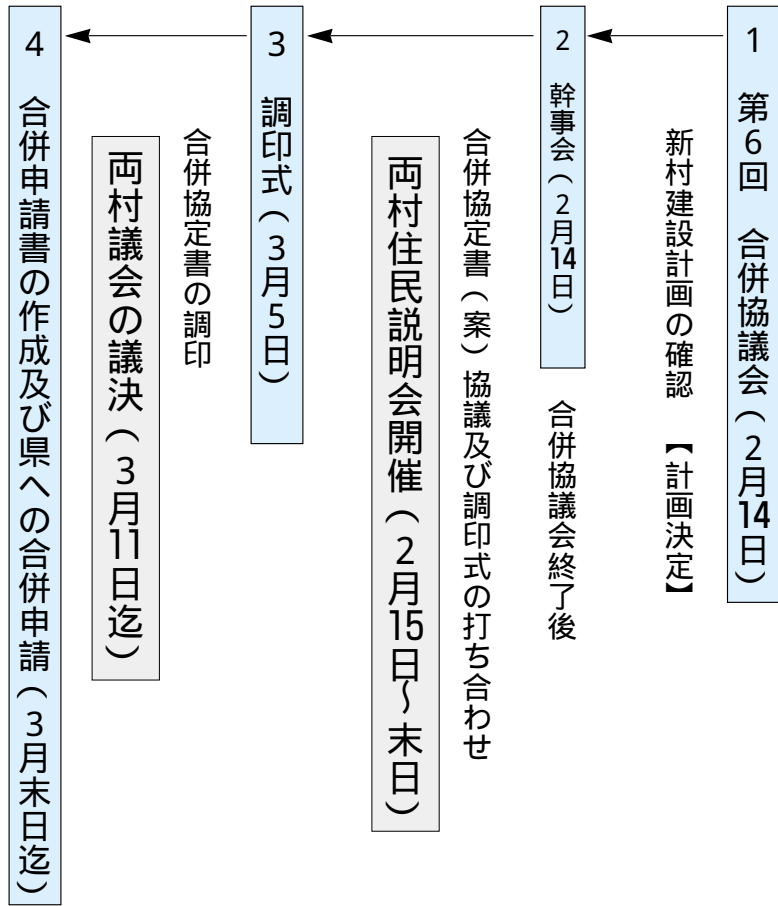 1 第6回 合併協議会(2月14日)
新村建設計画の確認 【計画決定】
2 幹事会(2月14日) 合併協議会終了後
合併協定書(案)協議及び調印式の打ち合わせ
両村住民説明会開催(2月15日~末日)
3 調印式(3月5日)
合併協定書の調印
両村議会の議決(3月11日迄)
4 合併申請書の作成及び県への合併申請(3月末日迄)